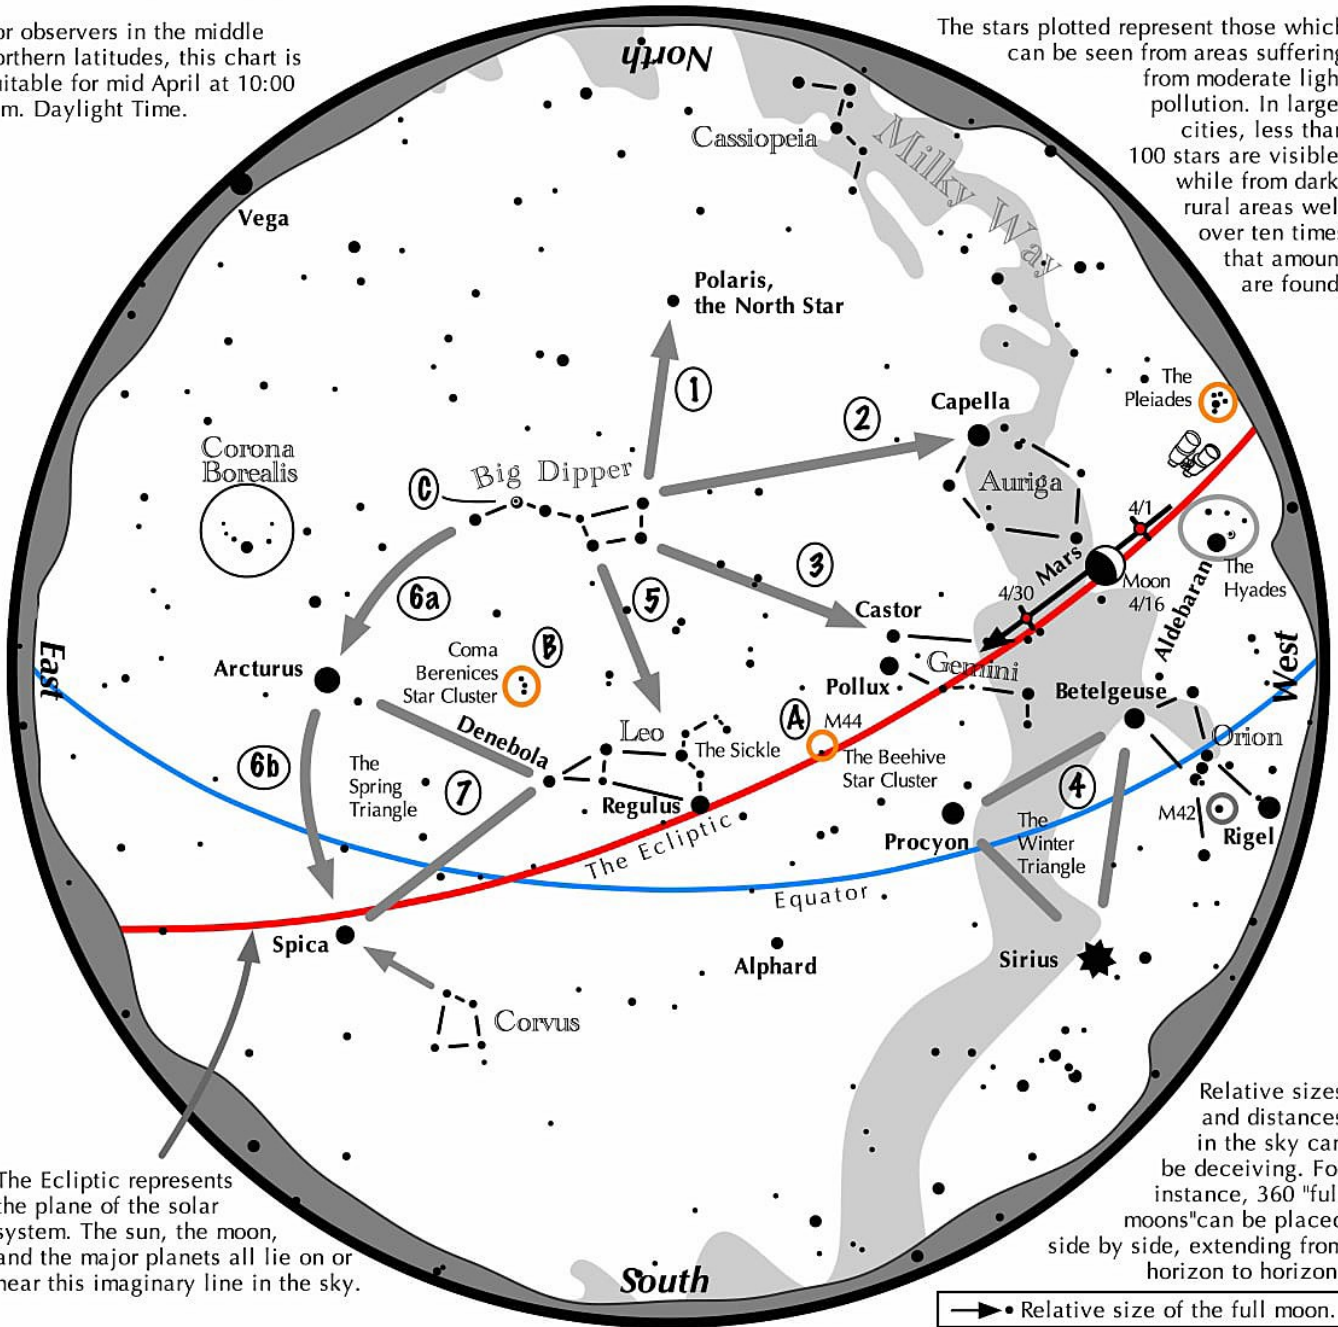 or observers in the middle
orthern latitudes, this chart is
uitable for mid April at 10:00
.m. Daylight Time.
The stars plotted represent those which
can be seen from areas suffering
from moderate ligh
pollution. In large
cities, less than
100 stars are visible
while from dark
rural areas wel
over ten times
that amoun
are found
North
Cassiopeia
Milky Way
Vega
Polaris,
the North Star
1
2
Capella
The
Pleiades
Corona
Borealis
C
Big Dipper
Auriga
4/1
Mars
Moon
4/16
The
Hyades
Aldebaran
3
4/30
6a
5
Castor
East
Coma
Berenices
Star Cluster
B
Arcturus
Gemini
Pollux
Betelgeuse
West
Denebola
Leo
The Sickle
A
M44
The Beehive
Star Cluster
Orion
6b
The
Spring
Triangle
7
Regulus
4
M42
Rigel
Procyon
The
Winter
Triangle
The Ecliptic
Equator
Spica
Alphard
Sirius
Corvus
The Ecliptic represents
the plane of the solar
system. The sun, the moon,
and the major planets all lie on or
near this imaginary line in the sky.
Relative sizes
and distances
in the sky can
be deceiving. Fo
instance, 360 "ful
moons"can be placed
side by side, extending from
horizon to horizon
South
Relative size of the full moon.